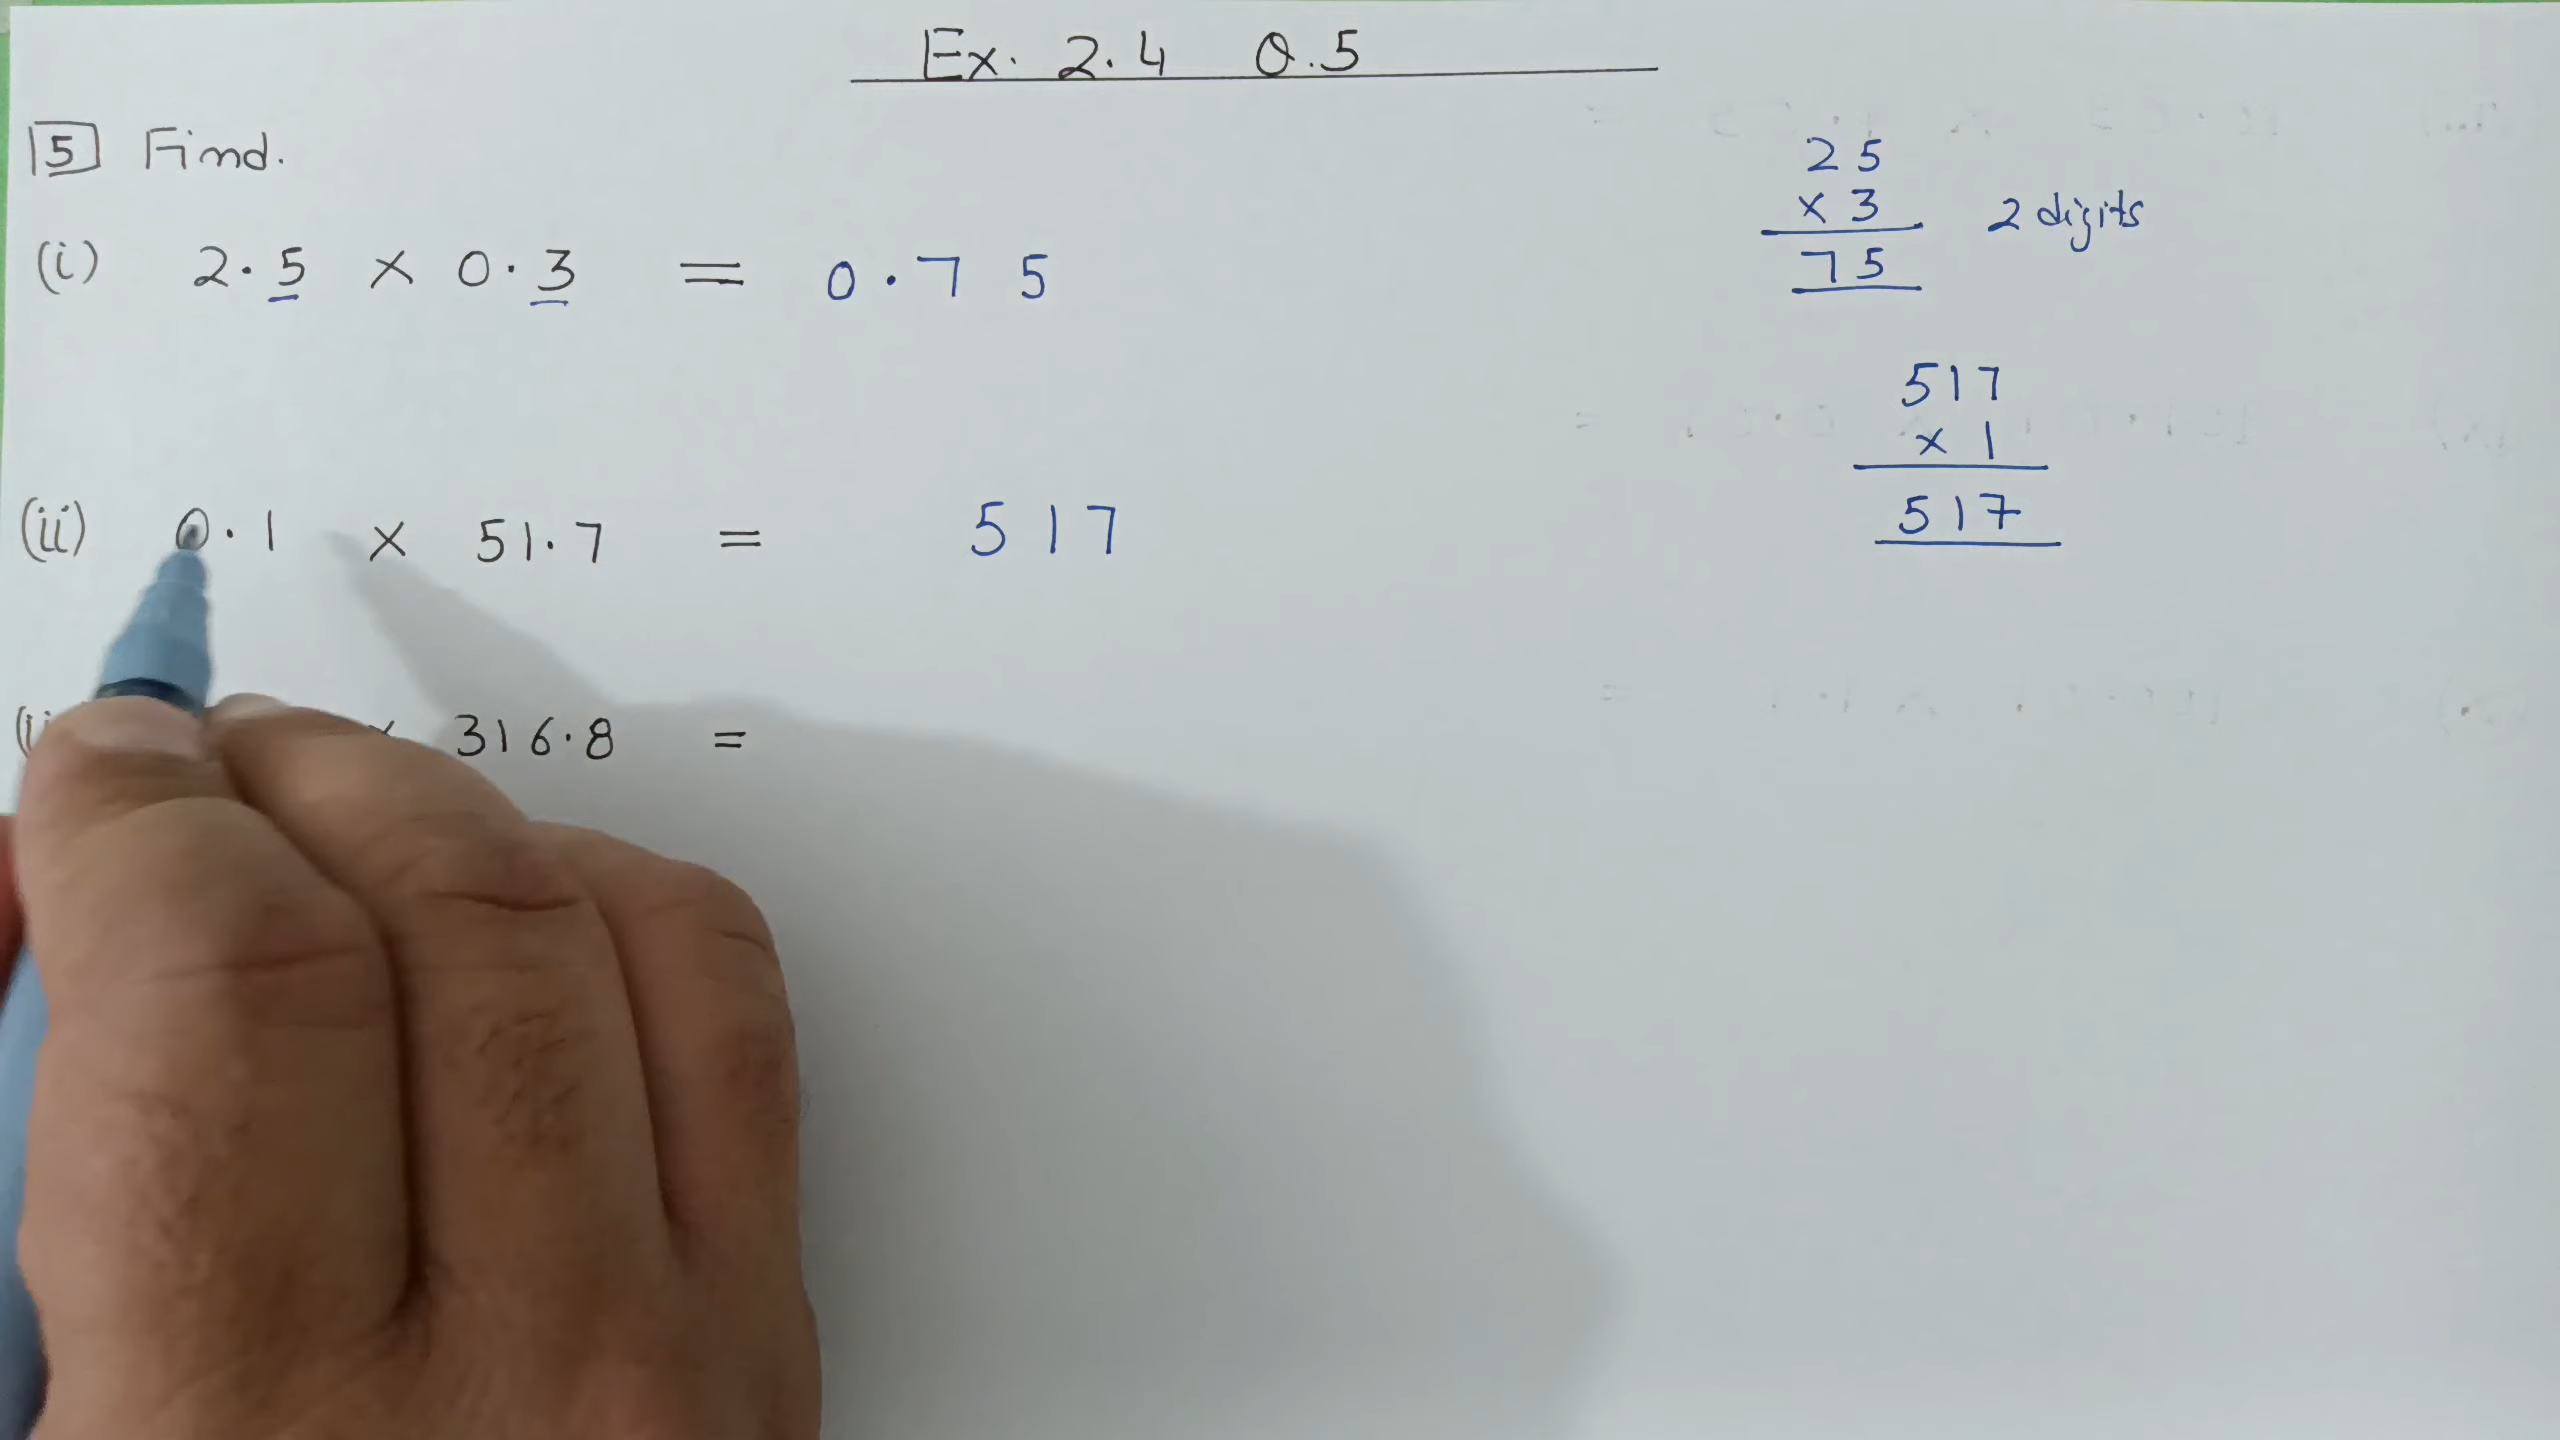 Ex. 2.4 Q.5
5 Find.
(i) 2.5 × 0.3 = 0.75
25
× 3
75
2 digits
(ii) 0.1 × 51.7 = 517
517
× 1
517
316.8 =